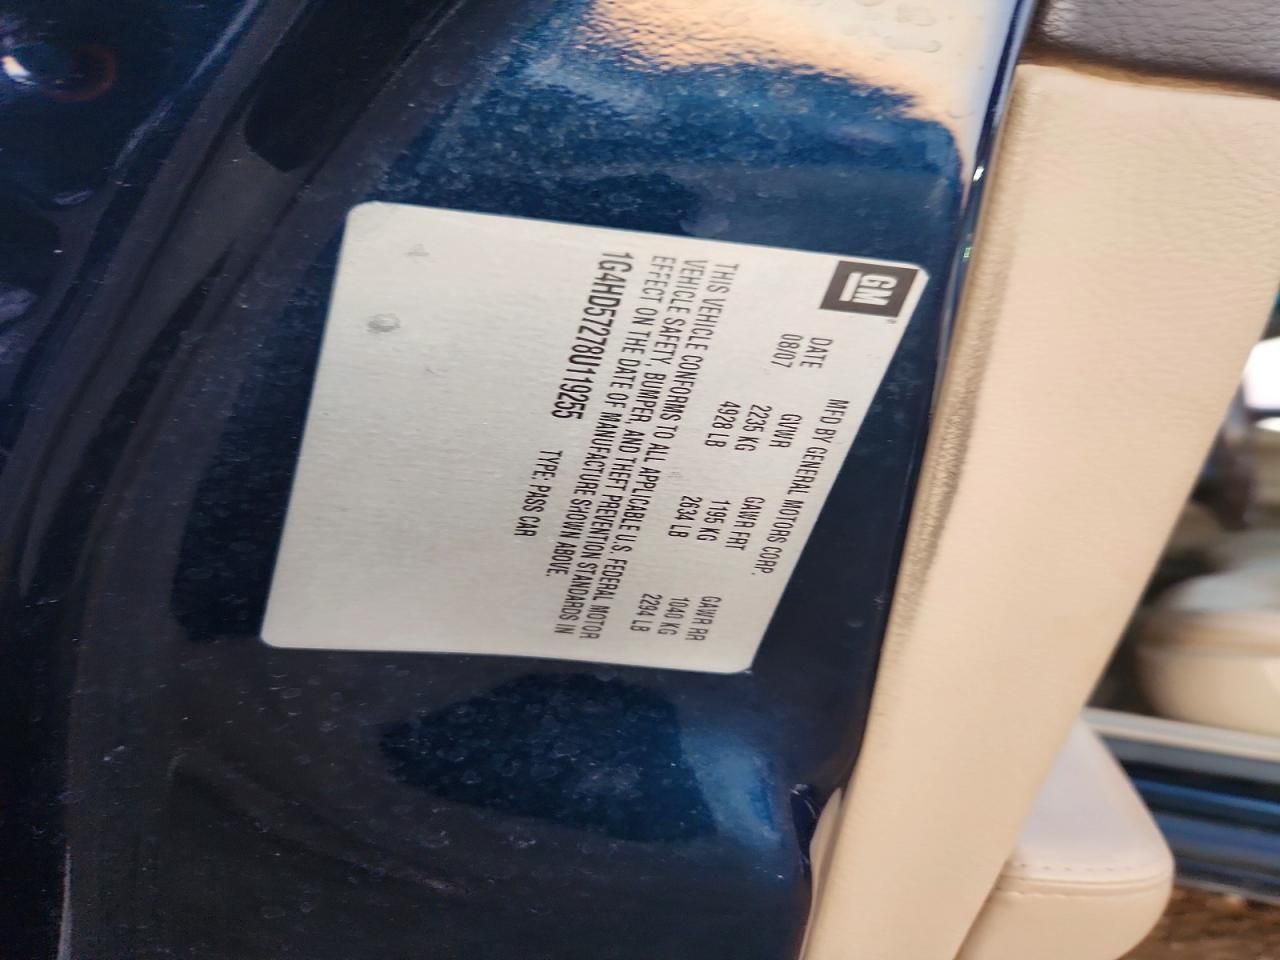 GM
MFD BY GENERAL MOTORS CORP.
DATE GVWR GAWR FRT GAWR RR
08/07 2235 KG 1195 KG 1040 KG
4928 LB 2634 LB 2294 LB
THIS VEHICLE CONFORMS TO ALL APPLICABLE U.S. FEDERAL MOTOR
VEHICLE SAFETY, BUMPER, AND THEFT PREVENTION STANDARDS IN
EFFECT ON THE DATE OF MANUFACTURE SHOWN ABOVE.
1G4HD57278U119255 TYPE: PASS CAR